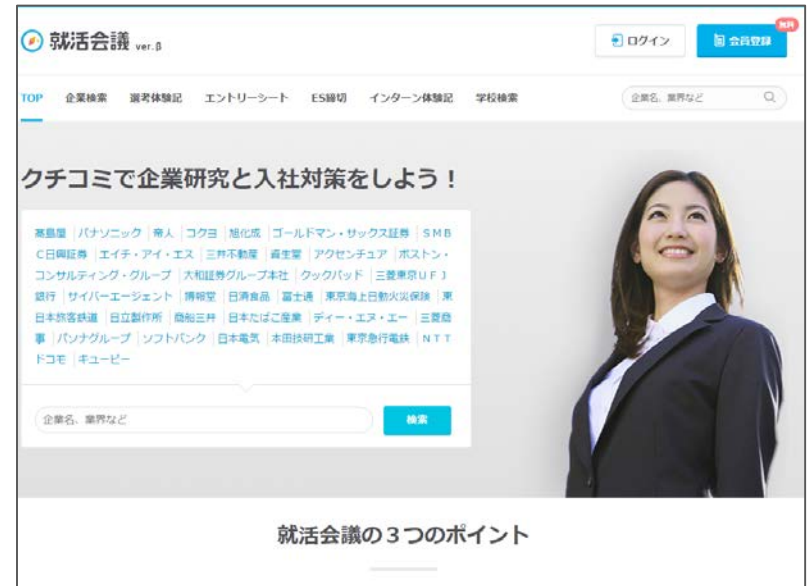 就活会議 ver.β
ログイン
無料
会員登録
TOP 企業検索 選考体験記 エントリーシート ES締切 インターン体験記 学校検索
企業名、業界など
クチコミで企業研究と入社対策をしよう！
髙島屋 パナソニック 帝人 コクヨ 旭化成 ゴールドマン・サックス証券 ＳＭＢ
Ｃ日興証券 エイチ・アイ・エス 三井不動産 資生堂 アクセンチュア ボストン・
コンサルティング・グループ 大和証券グループ本社 クックパッド 三菱東京ＵＦＪ
銀行 サイバーエージェント 博報堂 日清食品 富士通 東京海上日動火災保険 東
日本旅客鉄道 日立製作所 商船三井 日本たばこ産業 ディー・エヌ・エー 三菱商
事 パソナグループ ソフトバンク 日本電気 本田技研工業 東京急行電鉄 ＮＴＴ
ドコモ キユーピー
企業名、業界など
検索
就活会議の３つのポイント